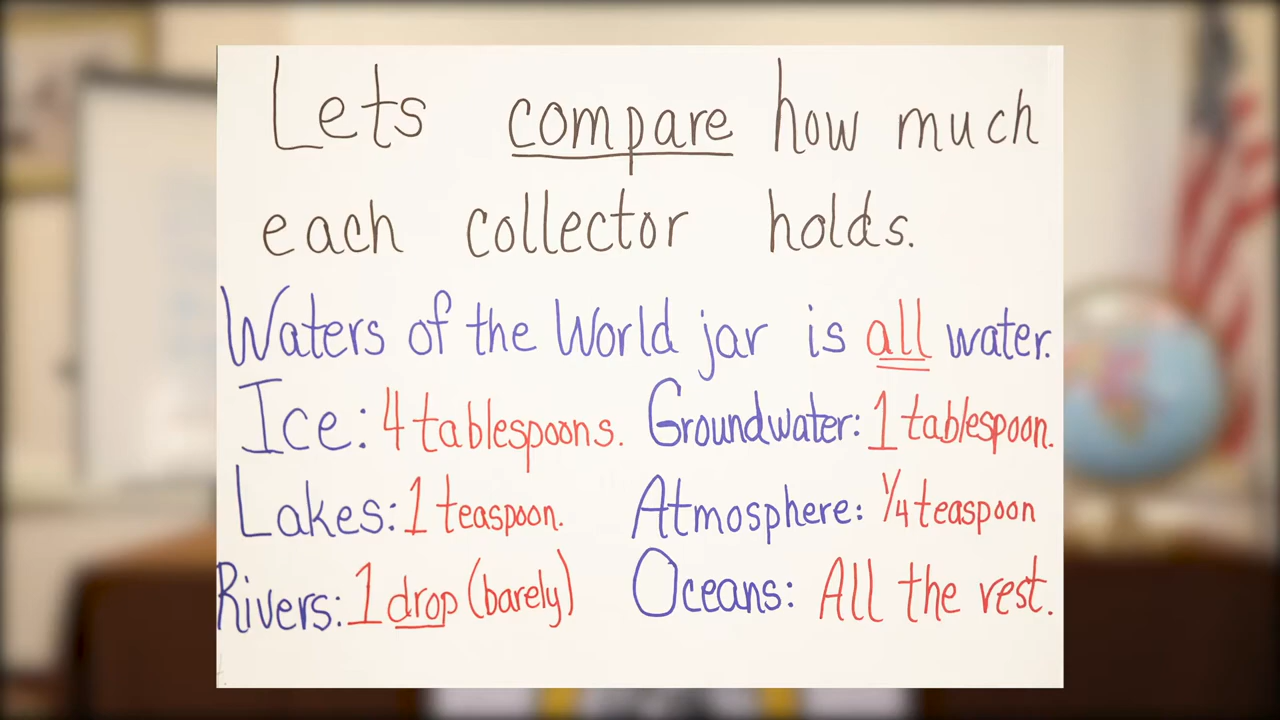 Lets compare how much
each collector holds.
Waters of the World jar is all water.
Ice: 4 tablespoons. Groundwater: 1 tablespoon.
Lakes: 1 teaspoon. Atmosphere: 1/4 teaspoon
Rivers: 1 drop (barely) Oceans: All the rest.